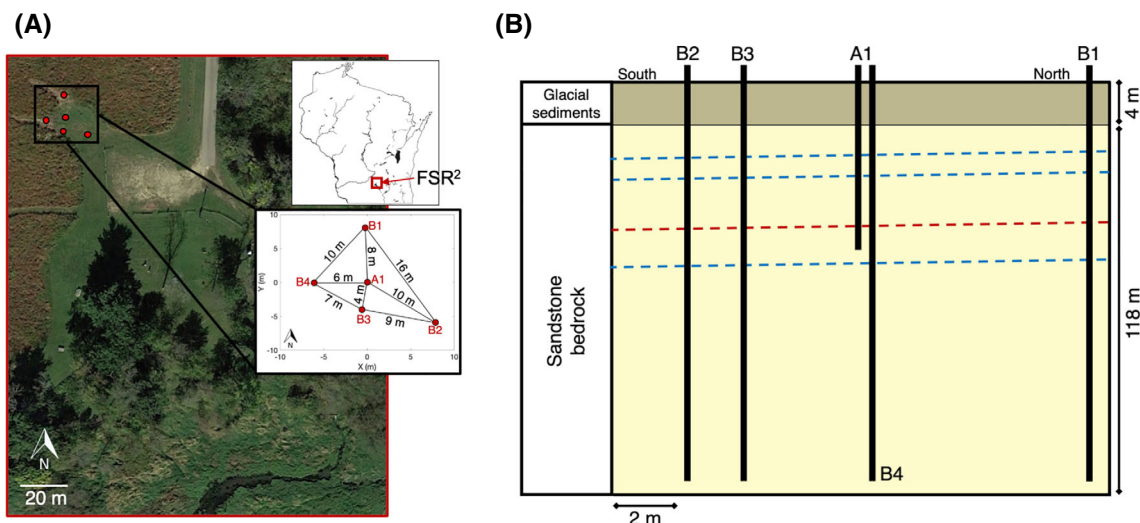 (A)
FSR²
N
20 m
10
5
0
-5
-10
-10
-5
0
5
10
Y (m)
X (m)
N
B1
A1
B4
B3
B2
10 m
8 m
16 m
6 m
4 m
10 m
7 m
9 m
(B)
B2
B3
A1
B1
South
North
Glacial
sediments
4 m
Sandstone
bedrock
118 m
B4
2 m